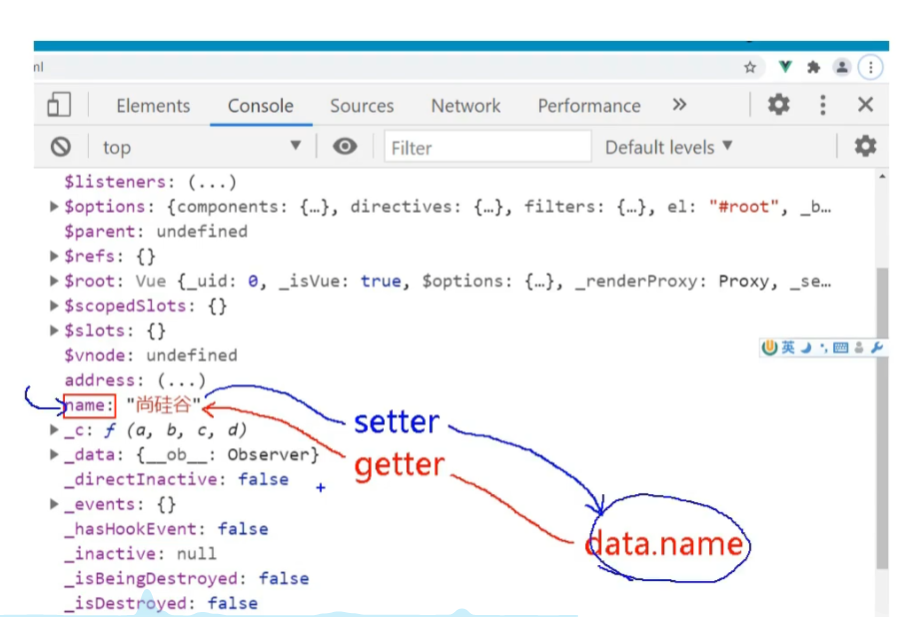 nl
Elements Console Sources Network Performance »
top Filter Default levels
$listeners: (...)
$options: {components: {…}, directives: {…}, filters: {…}, el: "#root", _b…
$parent: undefined
$refs: {}
$root: Vue {_uid: 0, _isVue: true, $options: {…}, _renderProxy: Proxy, _se…
$scopedSlots: {}
$slots: {}
$vnode: undefined
英
address: (...)
name: "尚硅谷"
setter
_c: ƒ (a, b, c, d)
_data: {__ob__: Observer}
getter
_directInactive: false
_events: {}
_hasHookEvent: false
data.name
_inactive: null
_isBeingDestroyed: false
_isDestroyed: false